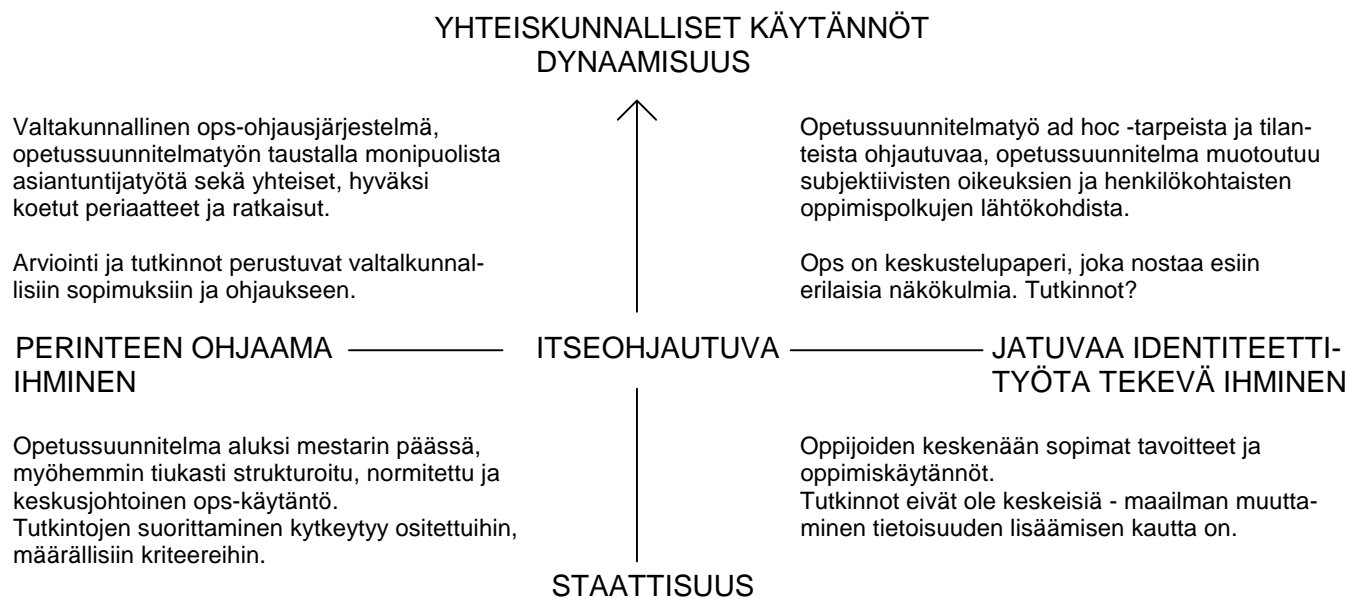 YHTEISKUNNALLISET KÄYTÄNNÖT
DYNAAMISUUS
Valtakunnallinen ops-ohjausjärjestelmä,
opetussuunnitelmatyön taustalla monipuolista
asiantuntijatyötä sekä yhteiset, hyväksi
koetut periaatteet ja ratkaisut.
Arviointi ja tutkinnot perustuvat valtalkunnal-
lisiin sopimuksiin ja ohjaukseen.
Opetussuunnitelmatyö ad hoc -tarpeista ja tilan-
teista ohjautuvaa, opetussuunnitelma muotoutuu
subjektiivisten oikeuksien ja henkilökohtaisten
oppimispolkujen lähtökohdista.
Ops on keskustelupaperi, joka nostaa esiin
erilaisia näkökulmia. Tutkinnot?
PERINTEEN OHJAAMA
IHMINEN
ITSEOHJAUTUVA
JATUVAA IDENTITEETTI-
TYÖTA TEKEVÄ IHMINEN
Opetussuunnitelma aluksi mestarin päässä,
myöhemmin tiukasti strukturoitu, normitettu ja
keskusjohtoinen ops-käytäntö.
Tutkintojen suorittaminen kytkeytyy ositettuihin,
määrällisiin kriteereihin.
Oppijoiden keskenään sopimat tavoitteet ja
oppimiskäytännöt.
Tutkinnot eivät ole keskeisiä - maailman muutta-
minen tietoisuuden lisäämisen kautta on.
STAATTISUUS